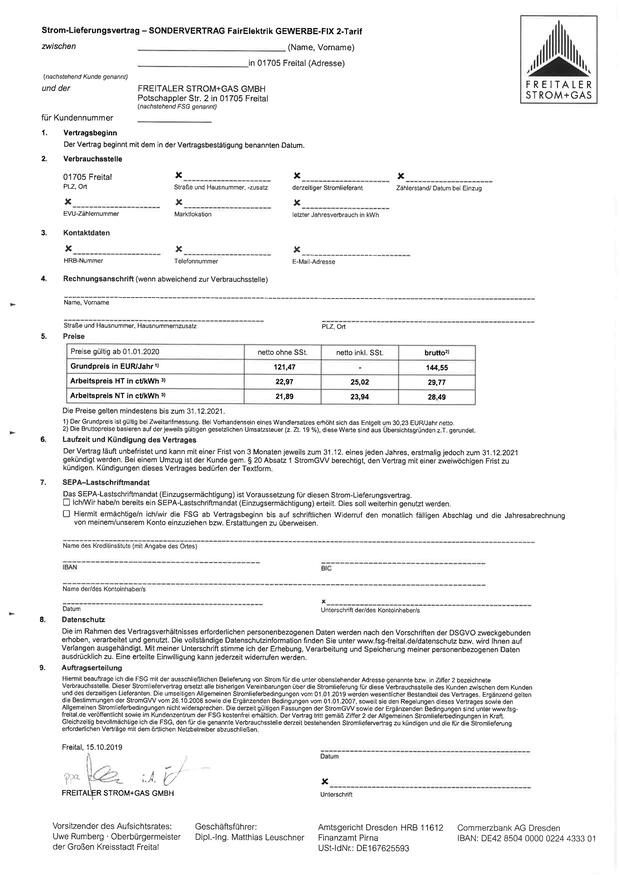 Strom-Lieferungsvertrag – SONDERVERTRAG FairElektrik GEWERBE-FIX 2-Tarif
zwischen (Name, Vorname)
in 01705 Freital (Adresse)
(nachstehend Kunde genannt)
und der FREITALER STROM+GAS GMBH
Potschappler Str. 2 in 01705 Freital
(nachstehend FSG genannt)
für Kundennummer
FREITALER
STROM+GAS
1. Vertragsbeginn
Der Vertrag beginnt mit dem in der Vertragsbestätigung benannten Datum.
2. Verbrauchsstelle
01705 Freital x x x
PLZ, Ort Straße und Hausnummer, -zusatz derzeitiger Stromlieferant Zählerstand/ Datum bei Einzug
x x x
EVU-Zählernummer Marktlokation letzter Jahresverbrauch in kWh
3. Kontaktdaten
x x x
HRB-Nummer Telefonnummer E-Mail-Adresse
4. Rechnungsanschrift (wenn abweichend zur Verbrauchsstelle)
Name, Vorname
Straße und Hausnummer, Hausnummernzusatz PLZ, Ort
5. Preise
Preise gültig ab 01.01.2020 netto ohne SSt. netto inkl. SSt. brutto2)
Grundpreis in EUR/Jahr 1) 121,47 - 144,55
Arbeitspreis HT in ct/kWh 3) 22,97 25,02 29,77
Arbeitspreis NT in ct/kWh 3) 21,89 23,94 28,49
Die Preise gelten mindestens bis zum 31.12.2021.
1) Der Grundpreis ist gültig bei Zweitarifmessung. Bei Vorhandensein eines Wandlersatzes erhöht sich das Entgelt um 30,23 EUR/Jahr netto.
2) Die Bruttopreise basieren auf der jeweils gültigen gesetzlichen Umsatzsteuer (z. Zt. 19 %), diese Werte sind aus Übersichtsgründen z.T. gerundet.
6. Laufzeit und Kündigung des Vertrages
Der Vertrag läuft unbefristet und kann mit einer Frist von 3 Monaten jeweils zum 31.12. eines jeden Jahres, erstmalig jedoch zum 31.12.2021
gekündigt werden. Bei einem Umzug ist der Kunde gem. § 20 Absatz 1 StromGVV berechtigt, den Vertrag mit einer zweiwöchigen Frist zu
kündigen. Kündigungen dieses Vertrages bedürfen der Textform.
7. SEPA–Lastschriftmandat
Das SEPA-Lastschriftmandat (Einzugsermächtigung) ist Voraussetzung für diesen Strom-Lieferungsvertrag.
Ich/Wir habe/n bereits ein SEPA-Lastschriftmandat (Einzugsermächtigung) erteilt. Dies soll weiterhin genutzt werden.
Hiermit ermächtige/n ich/wir die FSG ab Vertragsbeginn bis auf schriftlichen Widerruf den monatlich fälligen Abschlag und die Jahresabrechnung
von meinem/unserem Konto einzuziehen bzw. Erstattungen zu überweisen.
Name des Kreditinstituts (mit Angabe des Ortes)
IBAN BIC
Name der/des Kontoinhaber/s
x
Datum Unterschrift der/des Kontoinhaber/s
8. Datenschutz
Die im Rahmen des Vertragsverhältnisses erforderlichen personenbezogenen Daten werden nach den Vorschriften der DSGVO zweckgebunden
erhoben, verarbeitet und genutzt. Die vollständige Datenschutzinformation finden Sie unter www.fsg-freital.de/datenschutz bzw. wird Ihnen auf
Verlangen ausgehändigt. Mit meiner Unterschrift stimme ich der Erhebung, Verarbeitung und Speicherung meiner personenbezogenen Daten
ausdrücklich zu. Eine erteilte Einwilligung kann jederzeit widerrufen werden.
9. Auftragserteilung
Hiermit beauftrage ich die FSG mit der ausschließlichen Belieferung von Strom für die unter obenstehender Adresse genannte bzw. in Ziffer 2 bezeichnete
Verbrauchsstelle. Dieser Stromliefervertrag ersetzt alle bisherigen Vereinbarungen über die Stromlieferung für diese Verbrauchsstelle des Kunden zwischen dem Kunden
und des derzeitigen Lieferanten. Die umseitigen Allgemeinen Stromlieferbedingungen vom 01.01.2019 werden wesentlicher Bestandteil des Vertrages. Ergänzend gelten
die Bestimmungen der StromGVV vom 26.10.2006 sowie die Ergänzenden Bedingungen vom 01.01.2007, soweit sie den Regelungen dieses Vertrages sowie den
Allgemeinen Stromlieferbedingungen nicht widersprechen. Die derzeit gültigen Fassungen der StromGVV sowie der Ergänzenden Bedingungen sind unter www.fsg-
freital.de veröffentlicht sowie im Kundenzentrum der FSG kostenfrei erhältlich. Der Vertrag tritt gemäß Ziffer 2 der Allgemeinen Stromlieferbedingungen in Kraft.
Gleichzeitig bevollmächtige ich die FSG, den für die genannte Verbrauchsstelle derzeit bestehenden Stromliefervertrag zu kündigen und die für die Stromlieferung
erforderlichen Verträge mit dem örtlichen Netzbetreiber abzuschließen.
Freital, 15.10.2019
Datum
ppa i.A.
FREITALER STROM+GAS GMBH
x
Unterschrift
Vorsitzender des Aufsichtsrates: Geschäftsführer: Amtsgericht Dresden HRB 11612 Commerzbank AG Dresden
Uwe Rumberg · Oberbürgermeister Dipl.-Ing. Matthias Leuschner Finanzamt Pirna IBAN: DE42 8504 0000 0224 4333 01
der Großen Kreisstadt Freital USt-IdNr.: DE167625593